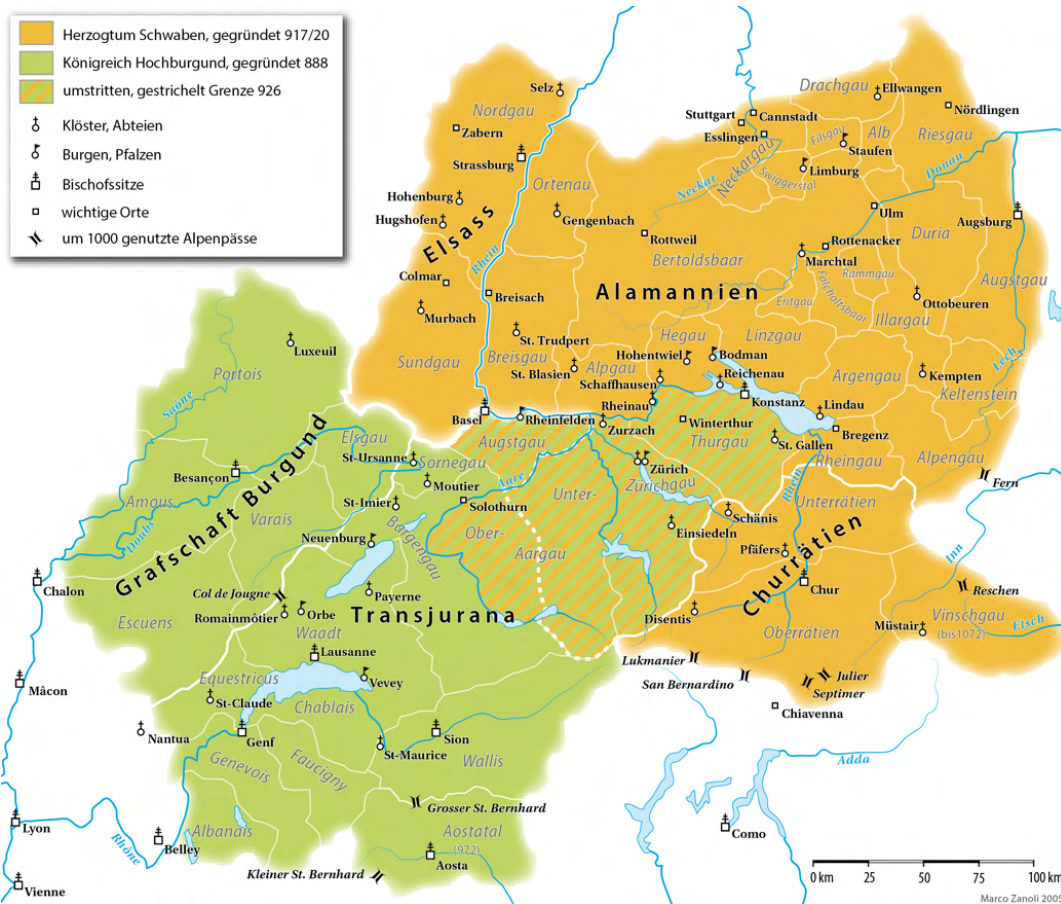 Herzogtum Schwaben, gegründet 917/20
Königreich Hochburgund, gegründet 888
umstritten, gestrichelt Grenze 926
Klöster, Abteien
Burgen, Pfalzen
Bischofssitze
wichtige Orte
um 1000 genutzte Alpenpässe
Selz
Nordgau
Zabern
Strassburg
Ortenau
Hohenburg
Hugshofen
Gengenbach
Elsass
Rhein
Colmar
Breisach
Murbach
St. Trudpert
Sundgau
Breisgau
St. Blasien
Basel
Rheinfelden
Drachgau
Ellwangen
Nördlingen
Stuttgart
Cannstadt
Esslingen
Filsgau
Alb
Riesgau
Staufen
Neckargau
Limburg
Swiggerstal
Neckar
Donau
Ulm
Augsburg
Rottweil
Rottenacker
Duria
Bertoldsbaar
Marchtal
Rammgau
Augstgau
Folcholtsbaar
Alamannien
Eritgau
Ottobeuren
Illargau
Hegau
Linzgau
Lech
Alpgau
Hohentwiel
Bodman
Schaffhausen
Reichenau
Argengau
Kempten
Keltenstein
Rheinau
Konstanz
Lindau
Zurzach
Winterthur
Thurgau
Bregenz
St. Gallen
Rheingau
Alpengau
Fern
Zürich
Zürichgau
Rhein
Unterrätien
Schänis
Einsiedeln
Pfäfers
Churrätien
Inn
Chur
Reschen
Vinschgau
(bis1072)
Etsch
Müstair
Disentis
Oberrätien
Lukmanier
San Bernardino
Julier
Septimer
Chiavenna
Adda
Como
Luxeuil
Portois
Saône
Elsgau
St-Ursanne
Sornegau
Augstgau
Besançon
Moutier
Aare
Unter-
Amous
Varais
St-Imier
Solothurn
Doubs
Grafschaft Burgund
Neuenburg
Bargengau
Ober-
Aargau
Chalon
Col de Jougne
Payerne
Escuens
Romainmôtier
Orbe
Transjurana
Waadt
Lausanne
Mâcon
Equestricus
Vevey
St-Claude
Chablais
Nantua
Genf
Sion
St-Maurice
Wallis
Genevois
Faucigny
Grosser St. Bernhard
Lyon
Rhône
Albanais
Belley
Aostatal
(972)
Aosta
Kleiner St. Bernhard
Vienne
0 km 25 50 75 100 km
Marco Zanoli 2005